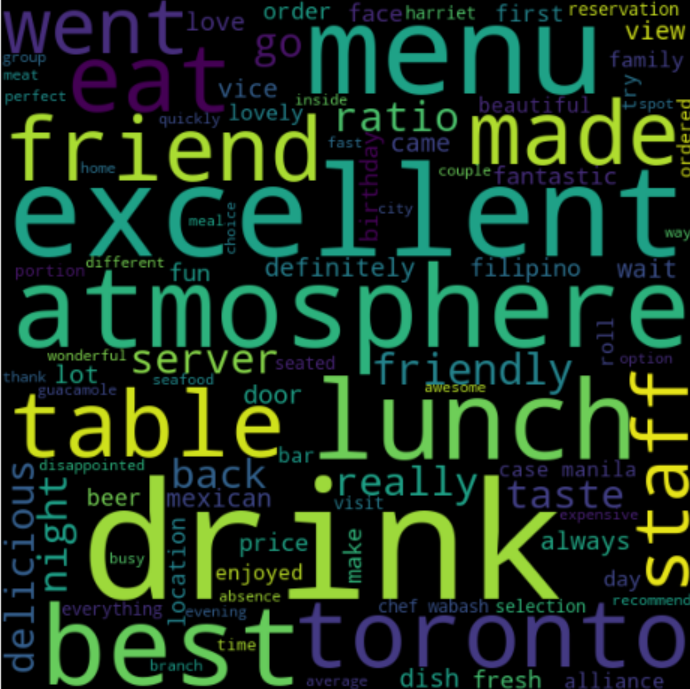 went love order face harriet first reservation
group eat go menu view
meat vice family
perfect inside try spot
quickly lovely ratio beautiful ordered
friend fast birthday came made
home couple fantastic
excellent meal choice city way
portion different fun definitely filipino wait
atmosphere
wonderful server seated friendly roll option
thank lot seafood awesome
guacamole door
table bar lunch staff
disappointed back really case manila
delicious night beer mexican visit taste
drink expensive
busy location price make always
enjoyed day
absence recommend
everything evening chef wabash selection
best time toronto
branch
average dish fresh alliance